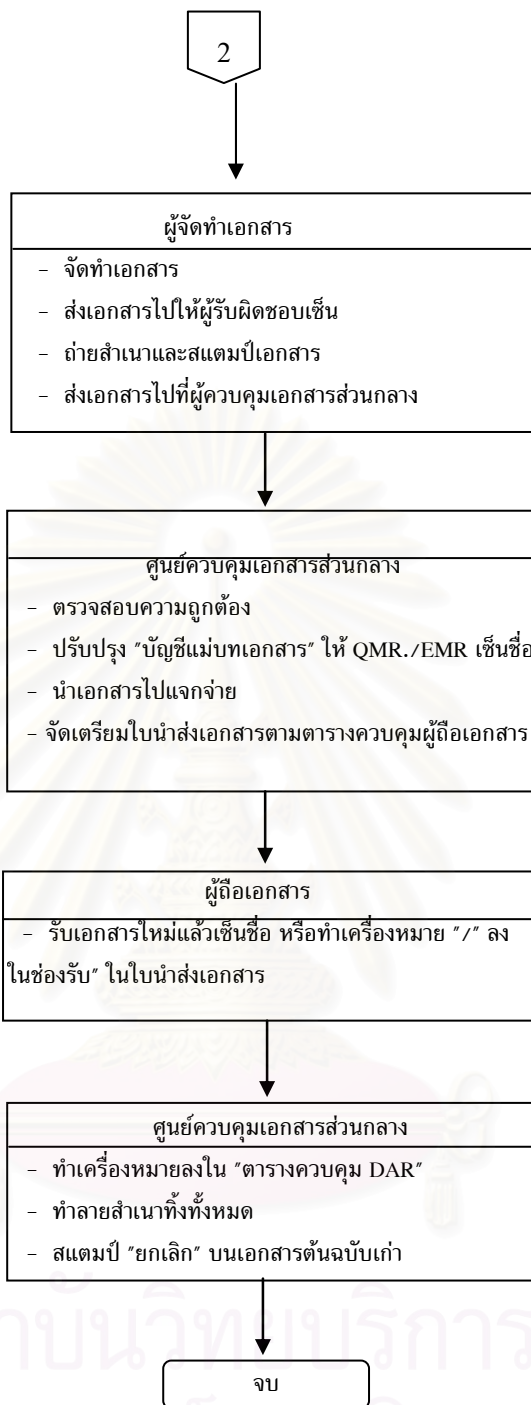 2
ผู้จัดทำเอกสาร
- จัดทำเอกสาร
- ส่งเอกสารไปให้ผู้รับผิดชอบเซ็น
- ถ่ายสำเนาและสแตมป์เอกสาร
- ส่งเอกสารไปที่ผู้ควบคุมเอกสารส่วนกลาง
ศูนย์ควบคุมเอกสารส่วนกลาง
- ตรวจสอบความถูกต้อง
- ปรับปรุง "บัญชีแม่บทเอกสาร" ให้ QMR./EMR เซ็นชื่อ
- นำเอกสารไปแจกจ่าย
- จัดเตรียมใบนำส่งเอกสารตามตารางควบคุมผู้ถือเอกสาร
ผู้ถือเอกสาร
- รับเอกสารใหม่แล้วเซ็นชื่อ หรือทำเครื่องหมาย "/" ลง
ในช่องรับ" ในใบนำส่งเอกสาร
ศูนย์ควบคุมเอกสารส่วนกลาง
- ทำเครื่องหมายลงใน "ตารางควบคุม DAR"
- ทำลายสำเนาทิ้งทั้งหมด
- สแตมป์ "ยกเลิก" บนเอกสารต้นฉบับเก่า
าบันวิทยบริการ
จบ